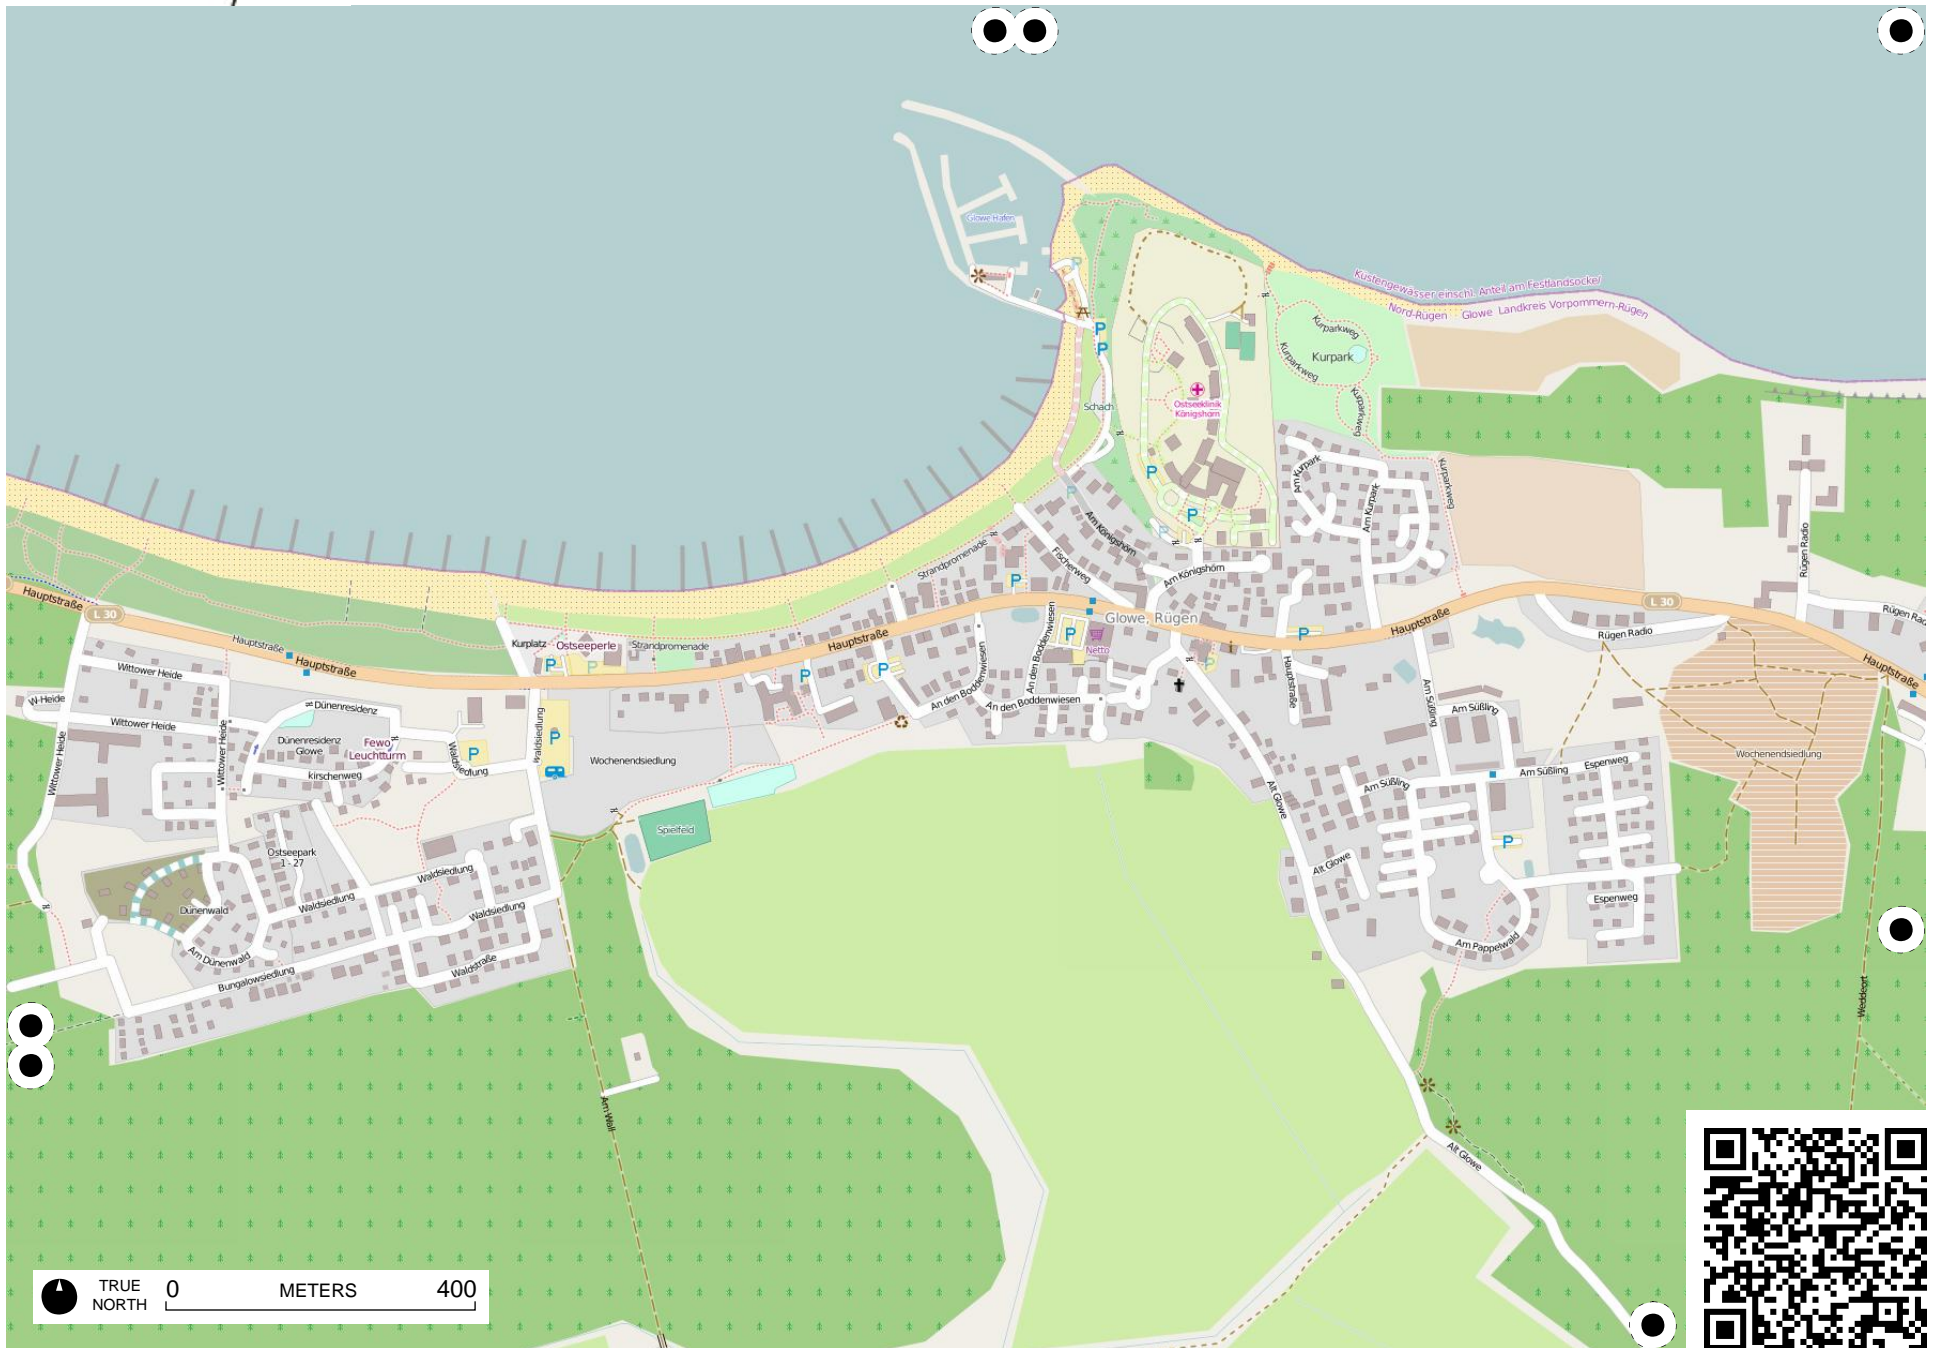 Glowe Hafen
Küstengewässer einschl. Anteil am Festlandsockel
Nord-Rügen - Glowe Landkreis Vorpommern-Rügen
Kurparkweg
Kurpark
Kurparkweg
Kurparkweg
Kurparkweg
P
P
Schach
Ostseeklinik
Königshörn
P
P
P
P
P
Am Kurpark
Am Kurpark
Am Königshörn
Am Königshörn
Fischerweg
Strandpromenade
P
Rügen Radio
Rügen Radio
Hauptstraße
L 30
Hauptstraße
Hauptstraße
Kurplatz
Ostseeperle
Strandpromenade
P
P
Hauptstraße
P
P
An den Boddenwiesen
An den Boddenwiesen
An den Boddenwiesen
An den Boddenwiesen
P
Netto
Glowe, Rügen
P
P
Hauptstraße
Hauptstraße
L 30
Hauptstraße
Wittower Heide
W-Heide
Wittower Heide
Wittower Heide
Wittower Heide
Dünenresidenz
Dünenresidenz
Glowe
Fewo
Leuchtturm
kirschenweg
P
Waldsiedlung
Waldsiedlung
Waldsiedlung
P
Wochenendsiedlung
Spielfeld
Ostseepark
1 - 27
Waldsiedlung
Waldsiedlung
Waldsiedlung
Dünenwald
Am Dünenwald
Bungalowsiedlung
Waldstraße
Am Wall
Alt Glowe
Alt Glowe
Alt Glowe
Am Süßling
Am Süßling
Am Süßling
Am Süßling
Espenweg
P
Espenweg
Am Pappelwald
Wochenendsiedlung
Weddeort
TRUE
NORTH
0 METERS 400